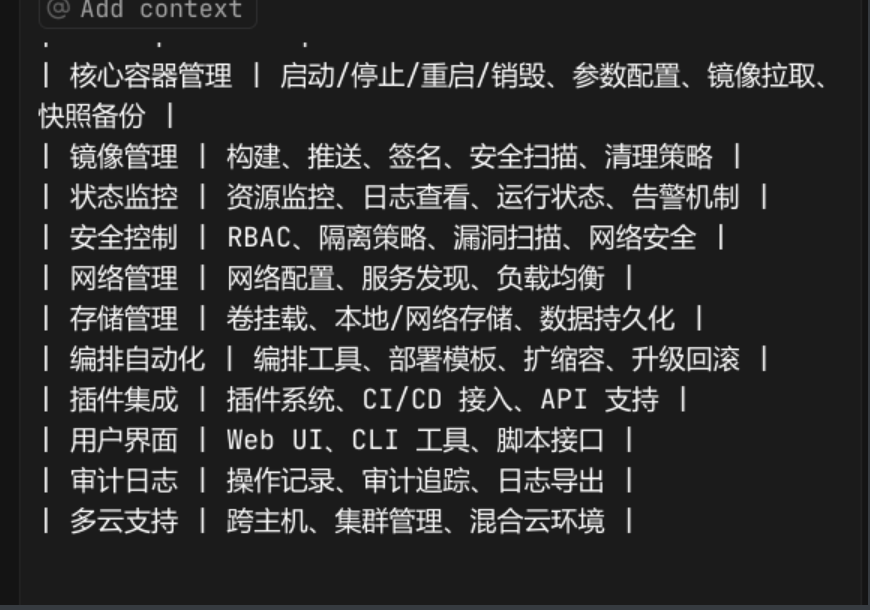 @ Add context
| 核心容器管理 | 启动/停止/重启/销毁、参数配置、镜像拉取、
快照备份 |
| 镜像管理 | 构建、推送、签名、安全扫描、清理策略 |
| 状态监控 | 资源监控、日志查看、运行状态、告警机制 |
| 安全控制 | RBAC、隔离策略、漏洞扫描、网络安全 |
| 网络管理 | 网络配置、服务发现、负载均衡 |
| 存储管理 | 卷挂载、本地/网络存储、数据持久化 |
| 编排自动化 | 编排工具、部署模板、扩缩容、升级回滚 |
| 插件集成 | 插件系统、CI/CD 接入、API 支持 |
| 用户界面 | Web UI、CLI 工具、脚本接口 |
| 审计日志 | 操作记录、审计追踪、日志导出 |
| 多云支持 | 跨主机、集群管理、混合云环境 |